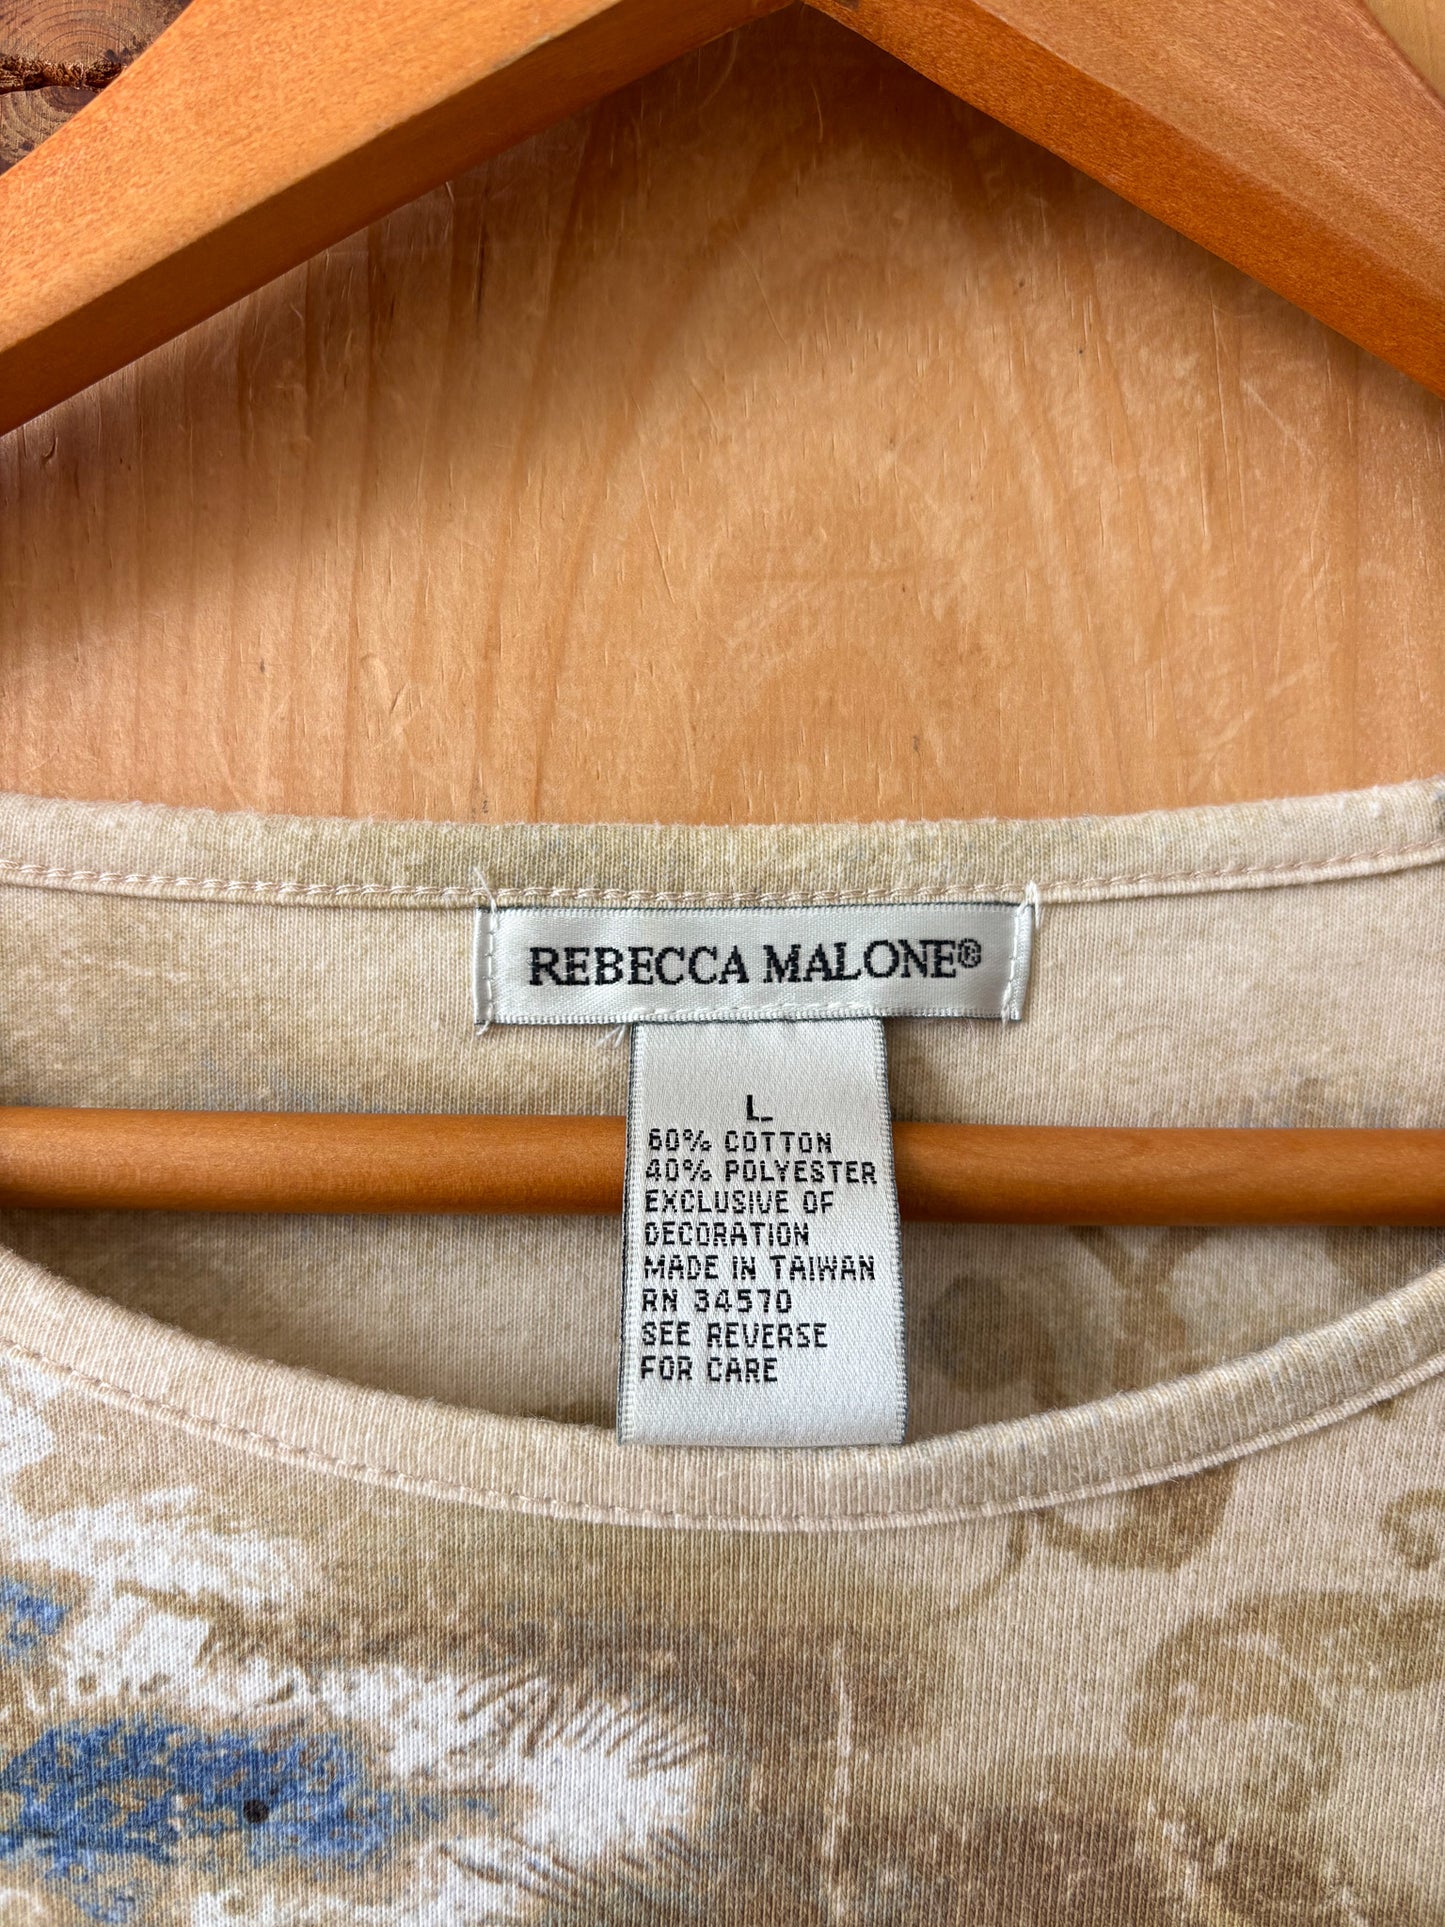 REBECCA MALONE®
L
60% COTTON
40% POLYESTER
EXCLUSIVE OF
DECORATION
MADE IN TAIWAN
RN 34570
SEE REVERSE
FOR CARE